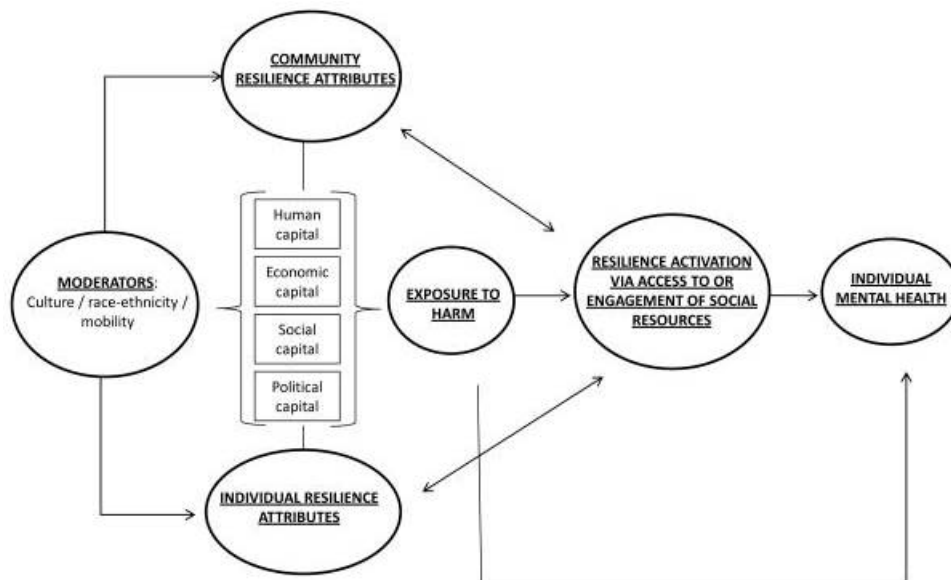 COMMUNITY
RESILIENCE ATTRIBUTES
Human
capital
Economic
capital
Social
capital
Political
capital
MODERATORS:
Culture / race-ethnicity /
mobility
EXPOSURE TO
HARM
RESILIENCE ACTIVATION
VIA ACCESS TO OR
ENGAGEMENT OF SOCIAL
RESOURCES
INDIVIDUAL
MENTAL HEALTH
INDIVIDUAL RESILIENCE
ATTRIBUTES